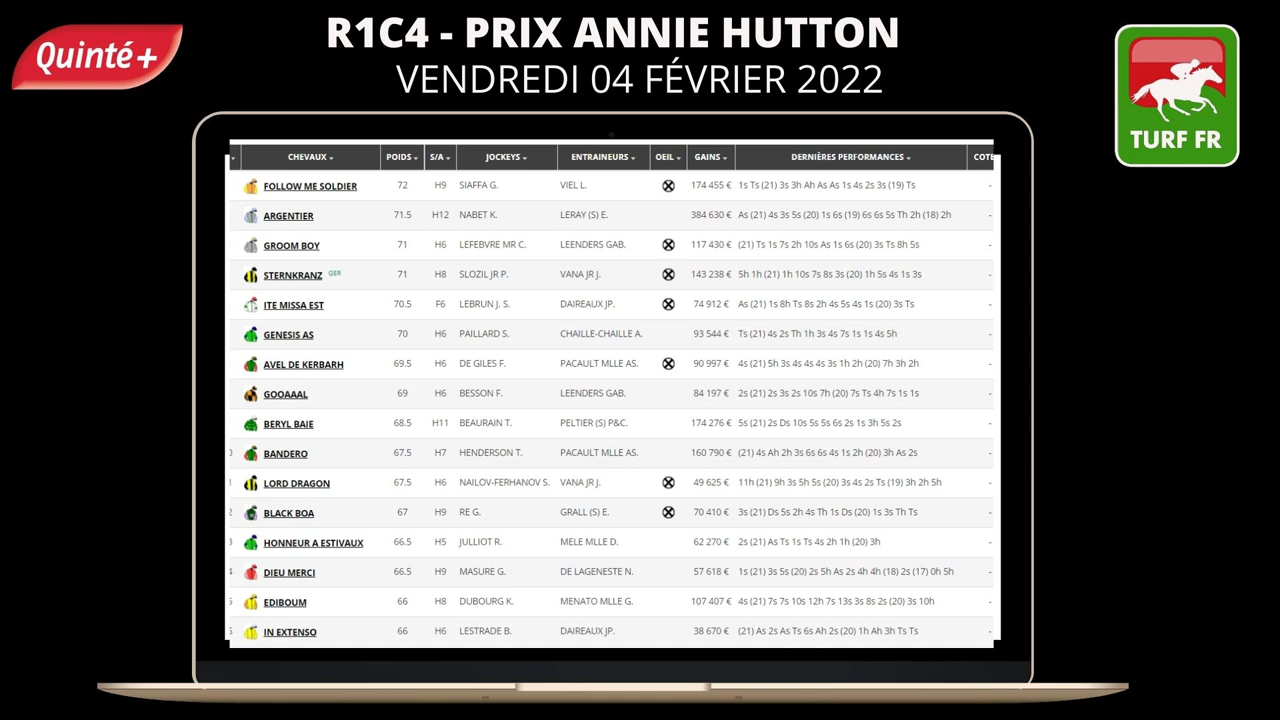 R1C4 - PRIX ANNIE HUTTON
Quinté+
VENDREDI 04 FÉVRIER 2022
TURF FR
CHEVAUX POIDS S/A JOCKEYS ENTRAINEURS OEIL GAINS DERNIÈRES PERFORMANCES COTE
FOLLOW ME SOLDIER 72 H9 SIAFFA G. VIEL L. 174 455 € 1s Ts (21) 3s 3h Ah As As 1s 4s 2s 3s (19) Ts -
ARGENTIER 71.5 H12 NABET K. LERAY (S) E. 384 630 € As (21) 4s 3s 5s (20) 1s 6s (19) 6s 6s 5s Th 2h (18) 2h -
GROOM BOY 71 H6 LEFEBVRE MR C. LEENDERS GAB. 117 430 € (21) Ts 1s 7s 2h 10s As 1s 6s (20) 3s Ts 8h 5s -
STERNKRANZ GER 71 H8 SLOZIL JR P. VANA JR J. 143 238 € 5h 1h (21) 1h 10s 7s 8s 3s (20) 1h 5s 4s 1s 3s -
ITE MISSA EST 70.5 F6 LEBRUN J. S. DAIREAUX JP. 74 912 € As (21) 1s 8h Ts 8s 2h 4s 5s 4s 1s (20) 3s Ts -
GENESIS AS 70 H6 PAILLARD S. CHAILLE-CHAILLE A. 93 544 € Ts (21) 4s 2s Th 1h 3s 4s 7s 1s 1s 4s 5h -
AVEL DE KERBARH 69.5 H6 DE GILES F. PACAULT MLLE AS. 90 997 € 4s (21) 5h 3s 4s 4s 4s 3s 1h 2h (20) 7h 3h 2h -
GOOAAAL 69 H6 BESSON F. LEENDERS GAB. 84 197 € 2s (21) 2s 3s 2s 10s 7h (20) 7s Ts 4h 7s 1s 1s -
BERYL BAIE 68.5 H11 BEAURAIN T. PELTIER (S) P&C. 174 276 € 5s (21) 2s Ds 10s 5s 5s 6s 2s 1s 3h 5s 2s -
0 BANDERO 67.5 H7 HENDERSON T. PACAULT MLLE AS. 160 790 € (21) 4s Ah 2h 3s 6s 6s 4s 1s 2h (20) 3h As 2s -
1 LORD DRAGON 67.5 H6 NAILOV-FERHANOV S. VANA JR J. 49 625 € 11h (21) 9h 3s 5h 5s (20) 3s 4s 2s Ts (19) 3h 2h 5h -
2 BLACK BOA 67 H9 RE G. GRALL (S) E. 70 410 € 3s (21) Ds 5s 2h 4s Th 1s Ds (20) 1s 3s Th Ts -
3 HONNEUR A ESTIVAUX 66.5 H5 JULLIOT R. MELE MLLE D. 62 270 € 2s (21) As Ts 1s Ts 4s 2h 1h (20) 3h -
4 DIEU MERCI 66.5 H9 MASURE G. DE LAGENESTE N. 57 618 € 1s (21) 3s 5s (20) 2s 5h As 2s 4h 4h (18) 2s (17) 0h 5h -
5 EDIBOUM 66 H8 DUBOURG K. MENATO MLLE G. 107 407 € 4s (21) 7s 7s 10s 12h 7s 13s 3s 8s 2s (20) 3s 10h -
6 IN EXTENSO 66 H6 LESTRADE B. DAIREAUX JP. 38 670 € (21) As 2s As Ts 6s Ah 2s (20) 1h Ah 3h Ts Ts -